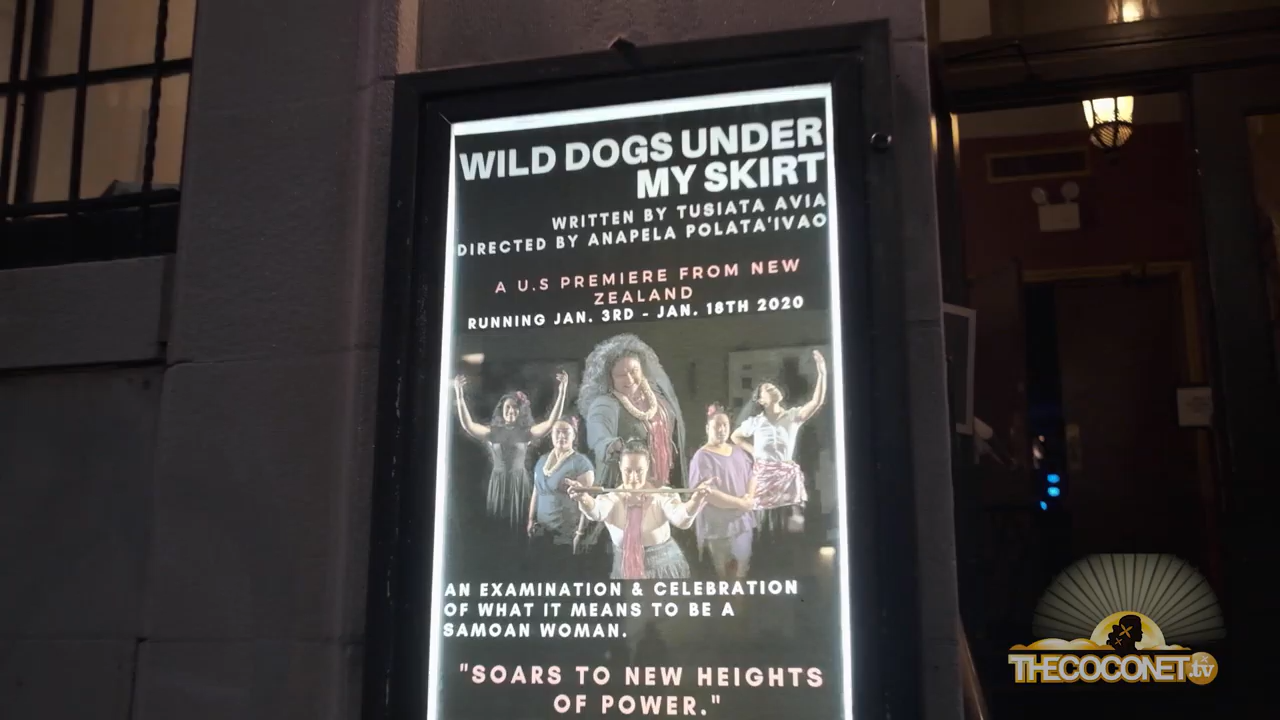 WILD DOGS UNDER
MY SKIRT
WRITTEN BY TUSIATA AVIA
DIRECTED BY ANAPELA POLATA'IVAO
A U.S PREMIERE FROM NEW
ZEALAND
RUNNING JAN. 3RD - JAN. 18TH 2020
AN EXAMINATION & CELEBRATION
OF WHAT IT MEANS TO BE A
SAMOAN WOMAN.
"SOARS TO NEW HEIGHTS
OF POWER."
THECOCONET.tv